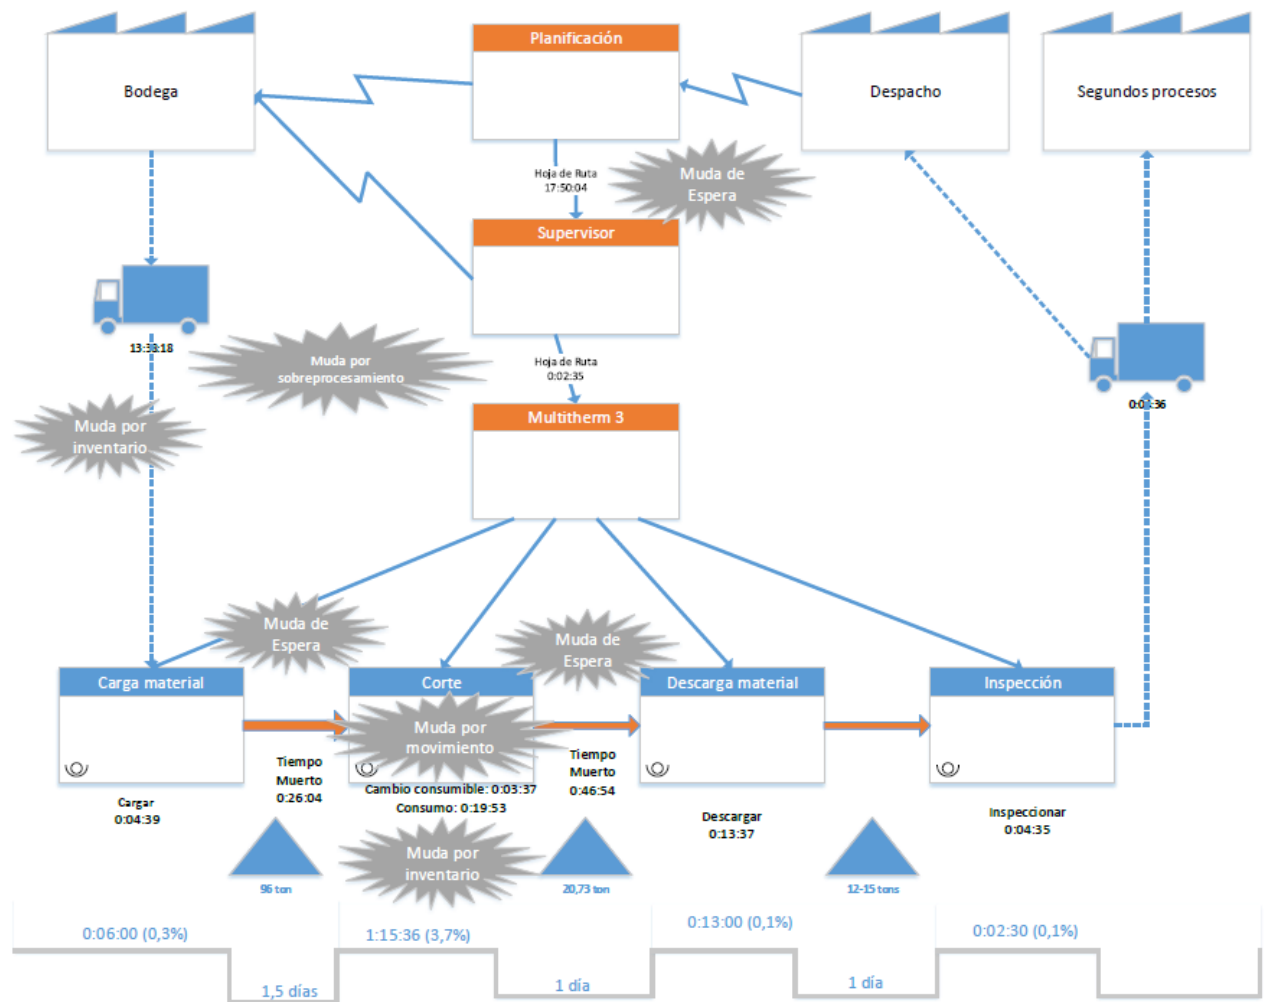 Planificación
Bodega
Despacho
Segundos procesos
Hoja de Ruta
17:50:04
Muda de
Espera
Supervisor
Muda por
sobreprocesamiento
Hoja de Ruta
0:02:35
Muda por
inventario
Multitherm 3
Muda de
Espera
Muda de
Espera
Carga material
Corte
Descarga material
Inspección
Muda por
movimiento
Tiempo
Muerto
0:26:04
Tiempo
Muerto
0:46:54
Cambio consumible: 0:03:37
Consumo: 0:19:53
Cargar
0:04:39
Descargar
0:13:37
Inspeccionar
0:04:35
Muda por
inventario
96 ton
20,73 ton
12-15 tons
0:06:00 (0,3%)
1:15:36 (3,7%)
0:13:00 (0,1%)
0:02:30 (0,1%)
1,5 días
1 día
1 día